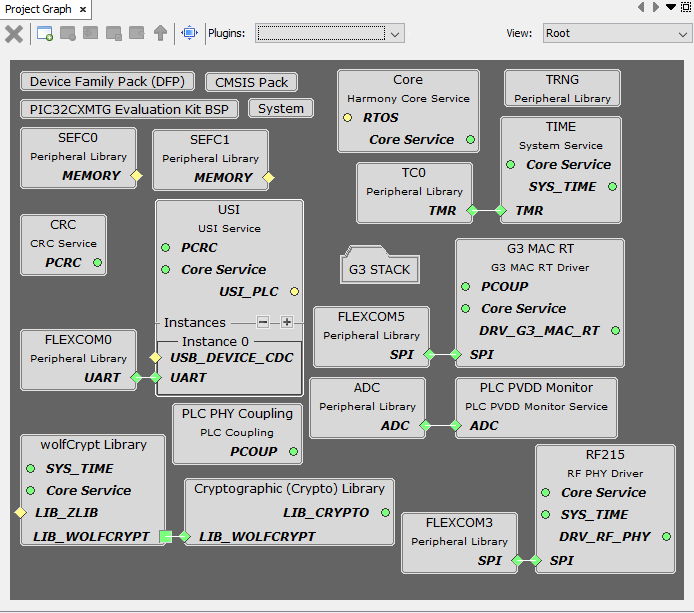 Project Graph
Plugins:
View:
Root
Device Family Pack (DFP)
CMSIS Pack
PIC32CXMTG Evaluation Kit BSP
System
Core
Harmony Core Service
RTOS
Core Service
TRNG
Peripheral Library
SEFC0
Peripheral Library
MEMORY
SEFC1
Peripheral Library
MEMORY
TIME
System Service
Core Service
SYS_TIME
TMR
TC0
Peripheral Library
TMR
CRC
CRC Service
PCRC
USI
USI Service
PCRC
Core Service
USI_PLC
Instances
Instance 0
USB_DEVICE_CDC
UART
G3 STACK
G3 MAC RT
G3 MAC RT Driver
PCOUP
Core Service
DRV_G3_MAC_RT
SPI
FLEXCOM5
Peripheral Library
SPI
FLEXCOM0
Peripheral Library
UART
ADC
Peripheral Library
ADC
PLC PVDD Monitor
PLC PVDD Monitor Service
ADC
PLC PHY Coupling
PLC Coupling
PCOUP
wolfCrypt Library
SYS_TIME
Core Service
LIB_ZLIB
LIB_WOLFCRYPT
Cryptographic (Crypto) Library
LIB_CRYPTO
LIB_WOLFCRYPT
RF215
RF PHY Driver
Core Service
SYS_TIME
DRV_RF_PHY
SPI
FLEXCOM3
Peripheral Library
SPI